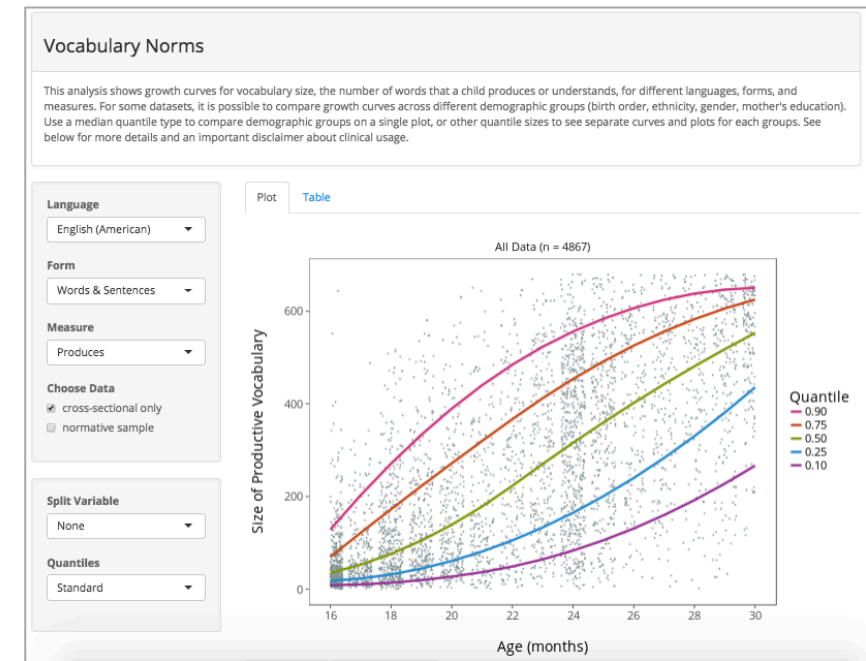 Vocabulary Norms
This analysis shows growth curves for vocabulary size, the number of words that a child produces or understands, for different languages, forms, and
measures. For some datasets, it is possible to compare growth curves across different demographic groups (birth order, ethnicity, gender, mother's education).
Use a median quantile type to compare demographic groups on a single plot, or other quantile sizes to see separate curves and plots for each groups. See
below for more details and an important disclaimer about clinical usage.
Language
English (American)
Form
Words & Sentences
Measure
Produces
Choose Data
cross-sectional only
normative sample
Split Variable
None
Quantiles
Standard
Plot
Table
All Data (n = 4867)
Size of Productive Vocabulary
600
400
200
0
16
18
20
22
24
26
28
30
Age (months)
Quantile
0.90
0.75
0.50
0.25
0.10